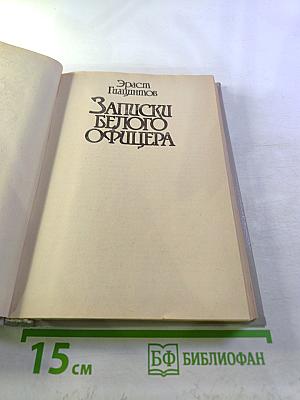 Эраст
Гиацинтов
Записки
белого
офицера
15 см
БФ БИБЛИОФАН